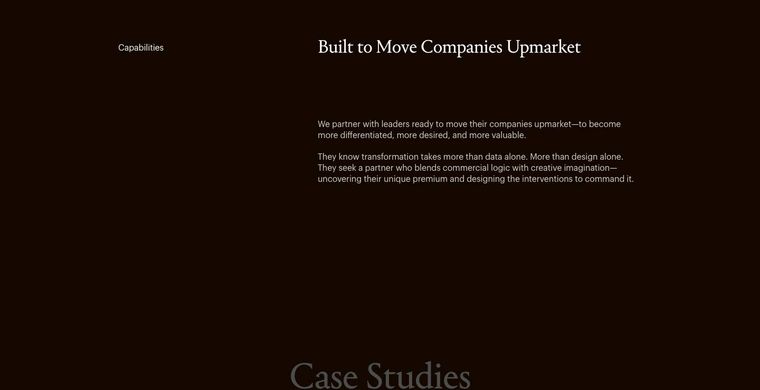 Capabilities
Built to Move Companies Upmarket
We partner with leaders ready to move their companies upmarket—to become
more differentiated, more desired, and more valuable.
They know transformation takes more than data alone. More than design alone.
They seek a partner who blends commercial logic with creative imagination—
uncovering their unique premium and designing the interventions to command it.
Case Studies